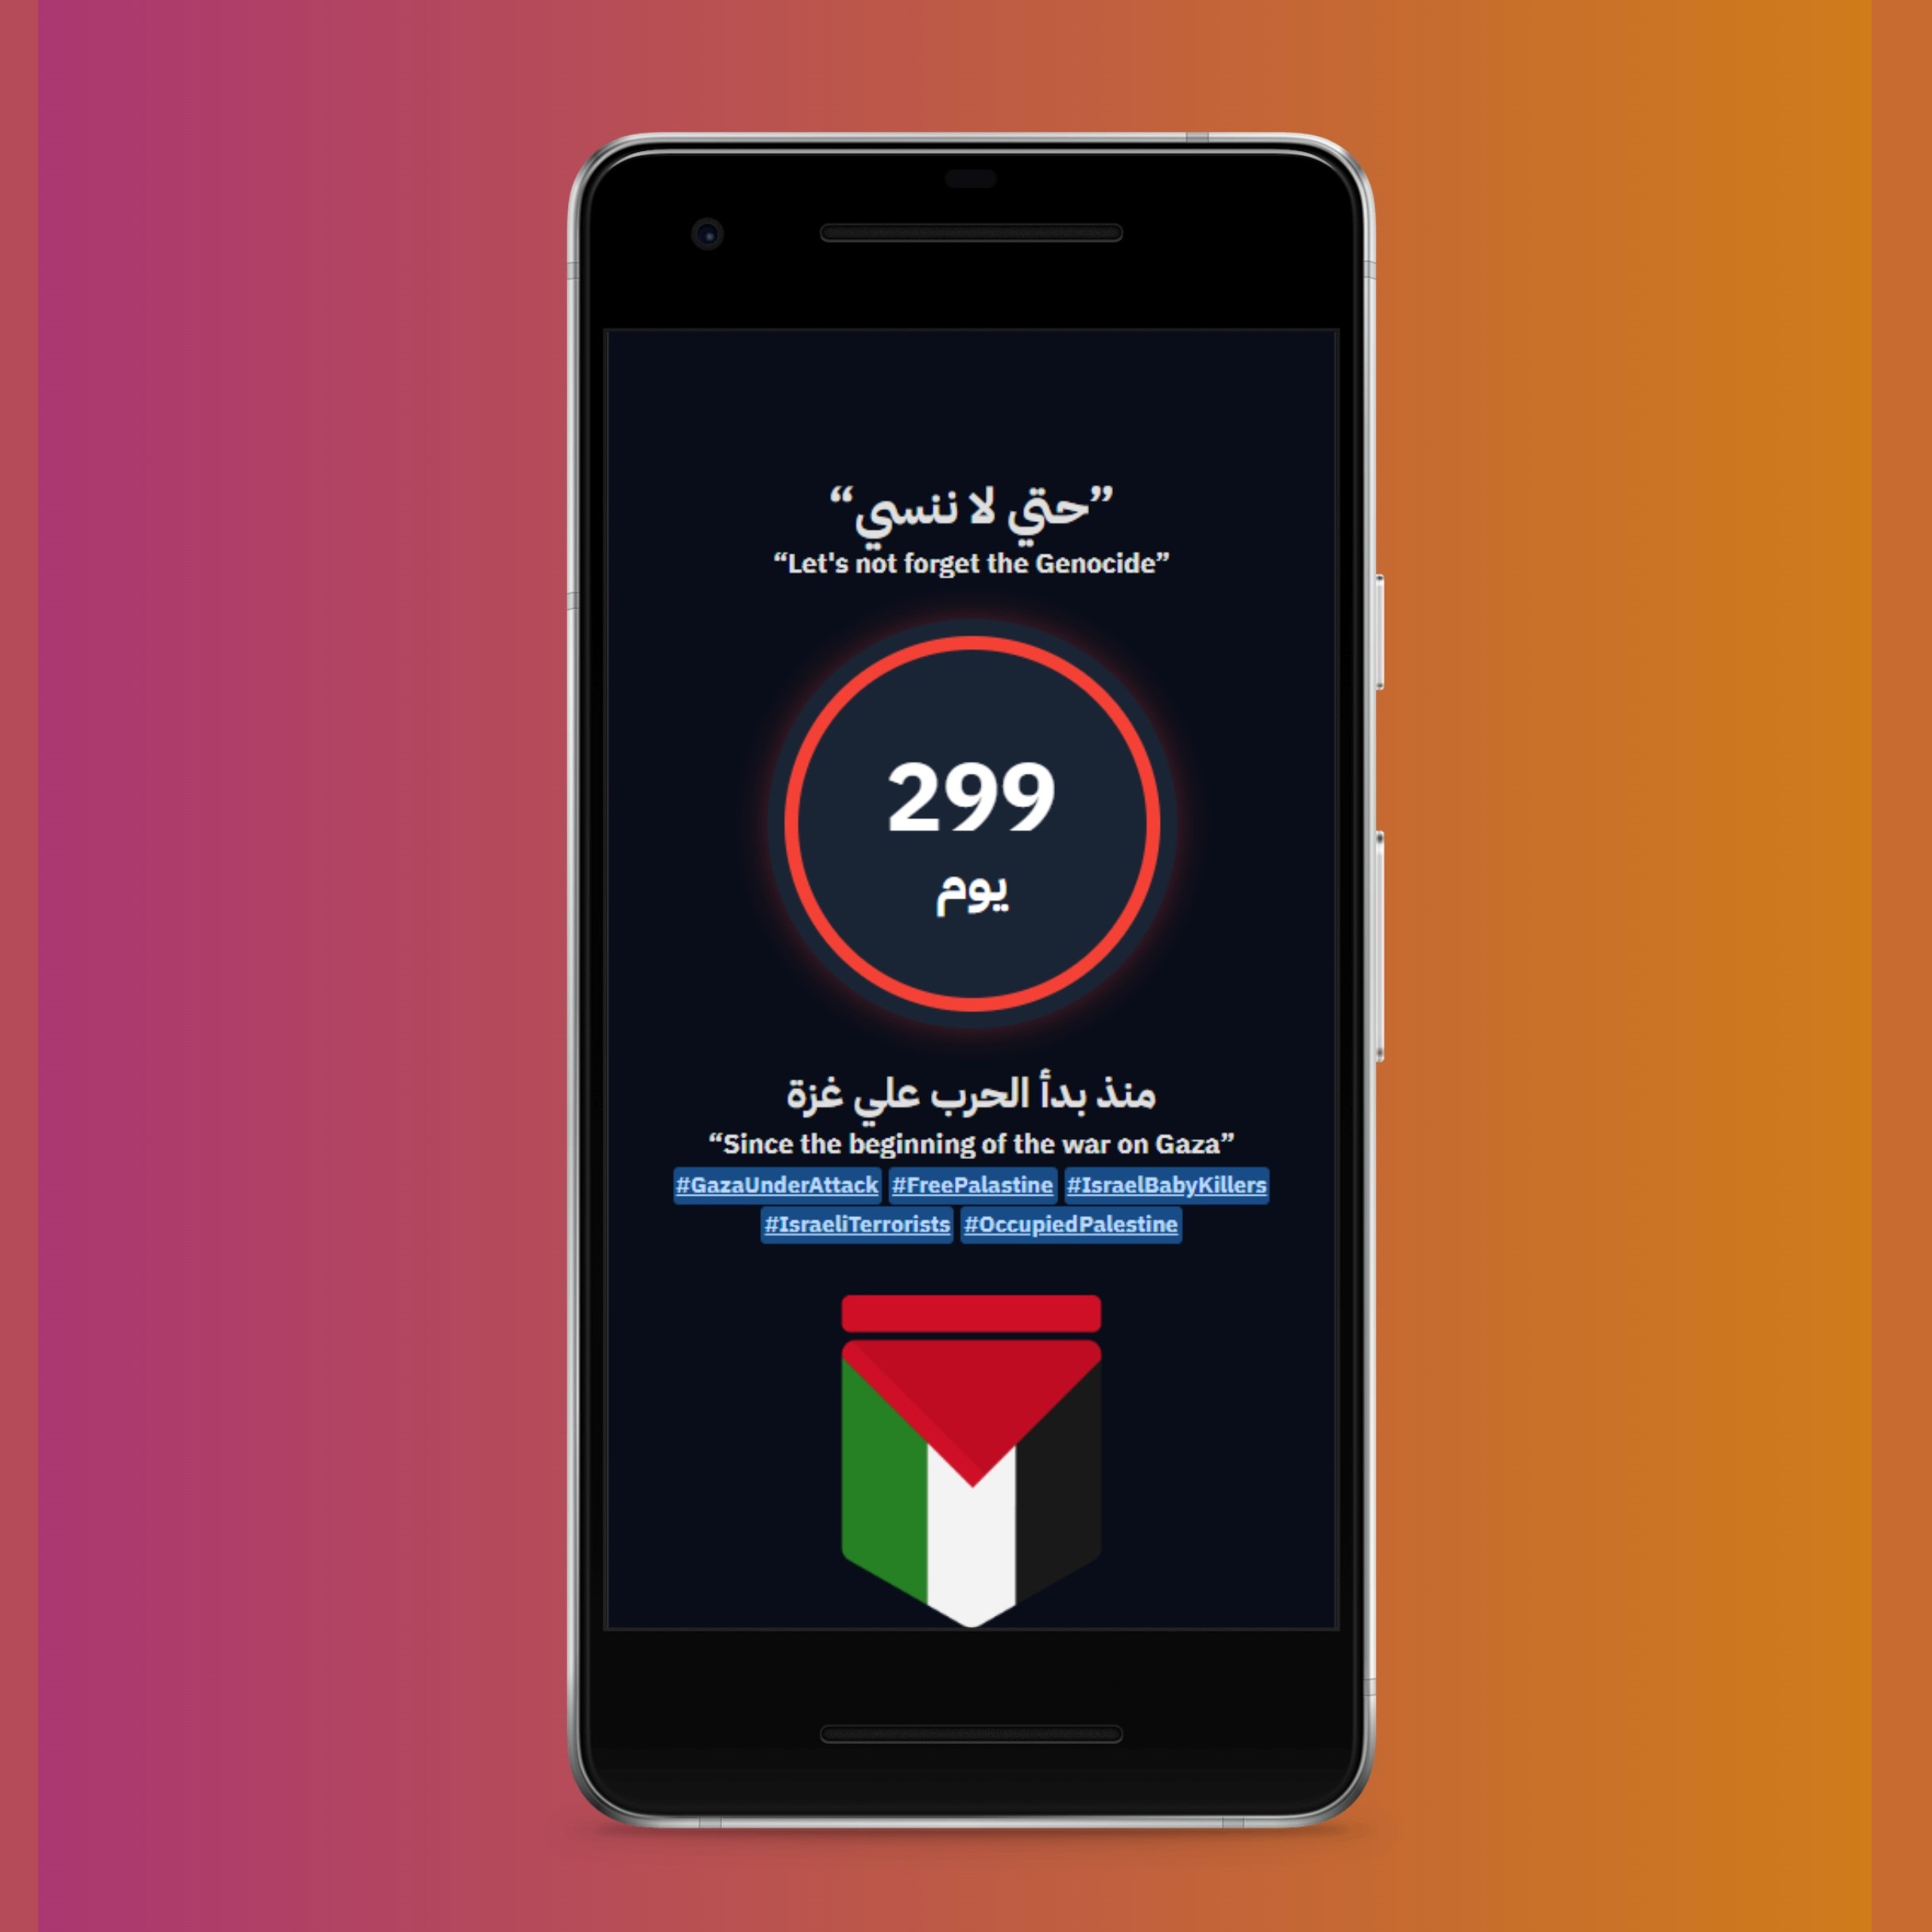 ”حتي لا ننسي“
“Let's not forget the Genocide”
299
يوم
منذ بدأ الحرب علي غزة
“Since the beginning of the war on Gaza”
#GazaUnderAttack #FreePalastine #IsraelBabyKillers
#IsraeliTerrorists #OccupiedPalestine